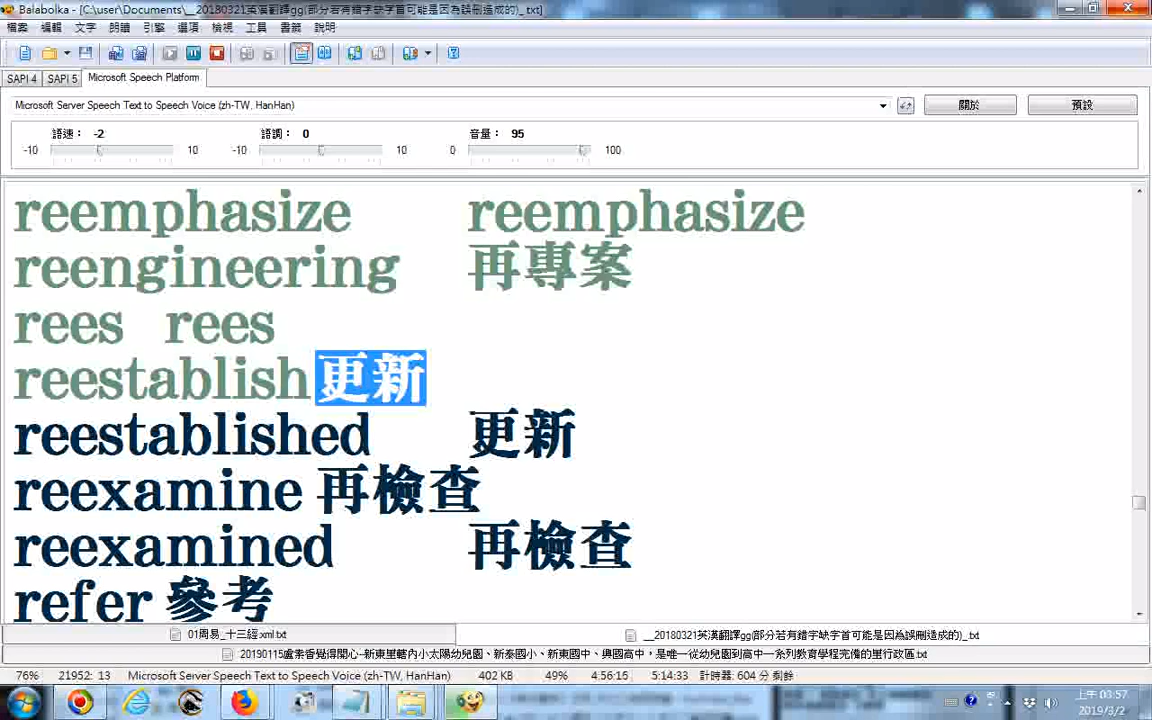 Balabolka - [C:\user\Documents\__20180321英漢翻譯gg(部分若有錯字缺字首可能是因為誤刪造成的)_.txt]
檔案 編輯 文字 朗讀 引擎 選項 檢視 工具 書籤 說明
SAPI 4 SAPI 5 Microsoft Speech Platform
Microsoft Server Speech Text to Speech Voice (zh-TW, HanHan) 關於 預設
語速： -2 語調： 0 音量： 95
-10 10 -10 10 0 100
reemphasize reemphasize
reengineering 再專案
rees rees
reestablish 更新
reestablished 更新
reexamine 再檢查
reexamined 再檢查
refer 參考
01周易_十三經.xml.txt __20180321英漢翻譯gg(部分若有錯字缺字首可能是因為誤刪造成的)_.txt
20190115盧素香覺得開心-新東里轄內小太陽幼兒園、新泰國小、新東國中、興國高中，是唯一從幼兒園到高中一系列教育學程完備的里行政區.txt
76% 21952: 13 Microsoft Server Speech Text to Speech Voice (zh-TW, HanHan) 402 KB 49% 4:56:15 5:14:33 計時器: 604 分 剩餘
上午 03:57
2019/3/2